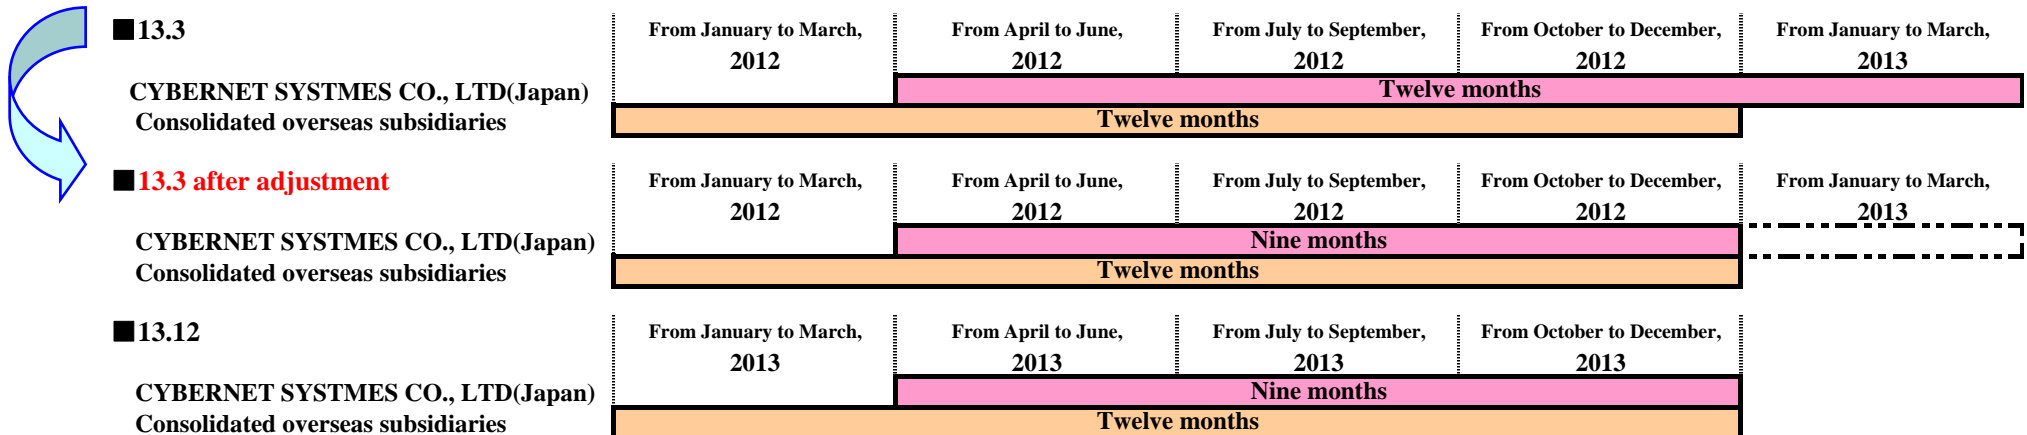 ■13.3
From January to March, From April to June, From July to September, From October to December, From January to March,
2012 2012 2012 2012 2013
CYBERNET SYSTMES CO., LTD(Japan) Twelve months
Consolidated overseas subsidiaries Twelve months
■13.3 after adjustment
From January to March, From April to June, From July to September, From October to December, From January to March,
2012 2012 2012 2012 2013
CYBERNET SYSTMES CO., LTD(Japan) Nine months
Consolidated overseas subsidiaries Twelve months
■13.12
From January to March, From April to June, From July to September, From October to December,
2013 2013 2013 2013
CYBERNET SYSTMES CO., LTD(Japan) Nine months
Consolidated overseas subsidiaries Twelve months